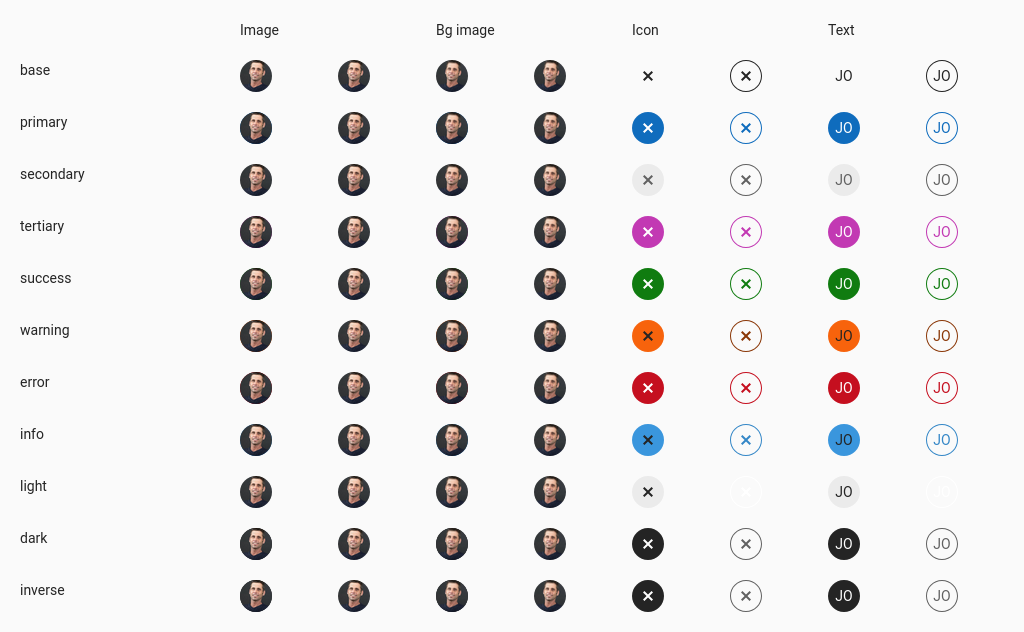 Image Bg image Icon Text
base JO JO
primary JO JO
secondary JO JO
tertiary JO JO
success JO JO
warning JO JO
error JO JO
info JO JO
light JO JO
dark JO JO
inverse JO JO